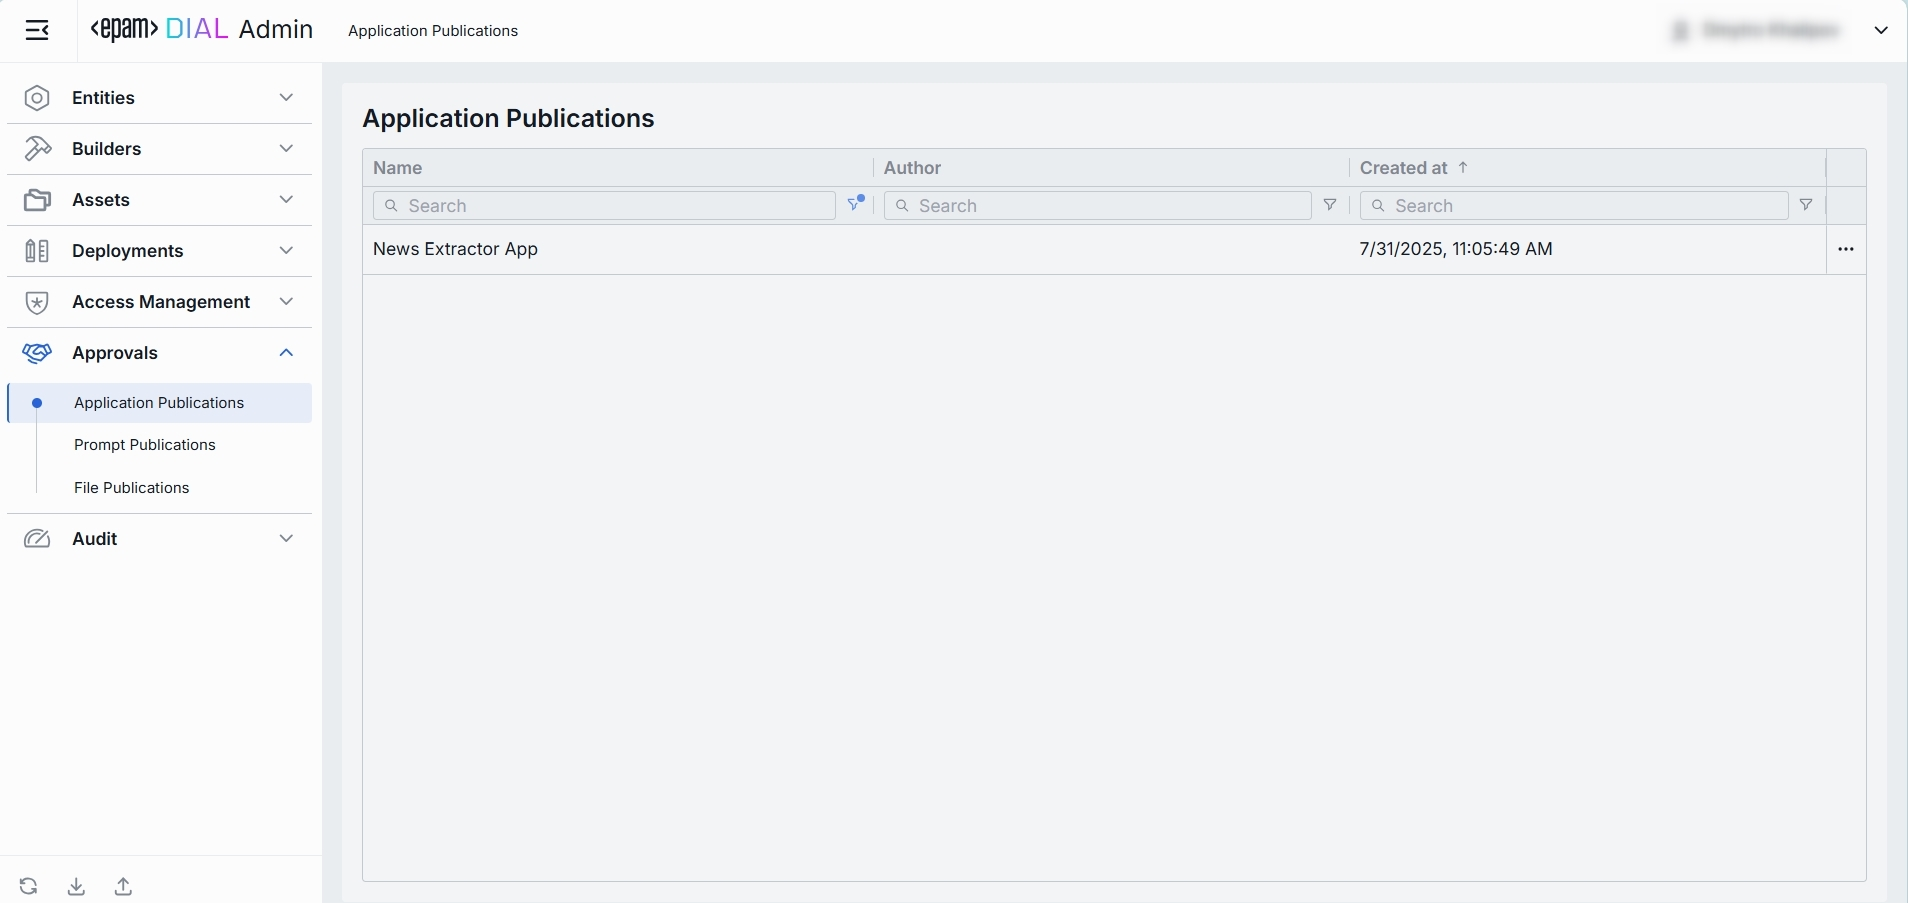 <epam> DIAL Admin
Application Publications
Entities
Builders
Assets
Deployments
Access Management
Approvals
Application Publications
Prompt Publications
File Publications
Audit
Application Publications
Name Author Created at ↑
Search Search Search
News Extractor App 7/31/2025, 11:05:49 AM